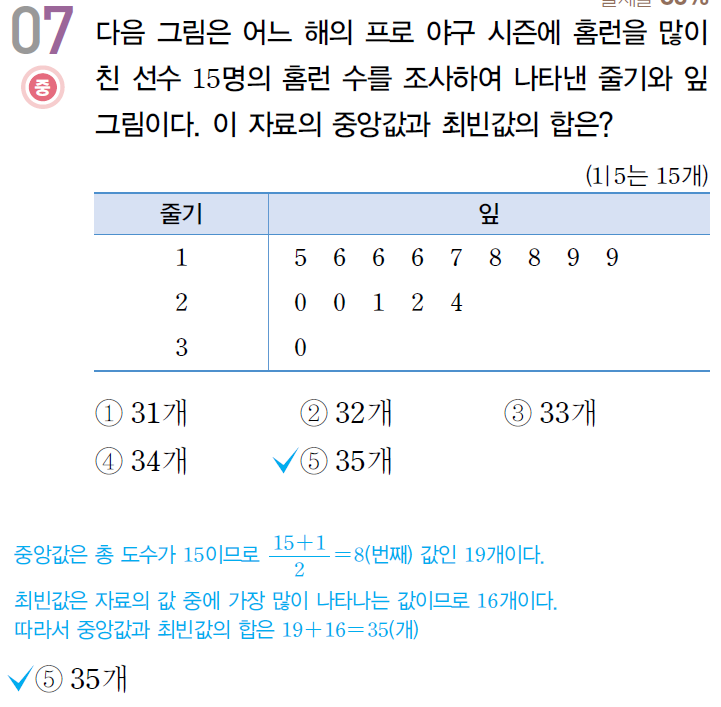 07 다음 그림은 어느 해의 프로 야구 시즌에 홈런을 많이
중 친 선수 15명의 홈런 수를 조사하여 나타낸 줄기와 잎
그림이다. 이 자료의 중앙값과 최빈값의 합은?
(1|5는 15개)
줄기 잎
1 5 6 6 6 7 8 8 9 9
2 0 0 1 2 4
3 0
① 31개 ② 32개 ③ 33개
④ 34개 ⑤ 35개
중앙값은 총 도수가 15이므로 (15+1)/2=8(번째) 값인 19개이다.
최빈값은 자료의 값 중에 가장 많이 나타나는 값이므로 16개이다.
따라서 중앙값과 최빈값의 합은 19+16=35(개)
⑤ 35개